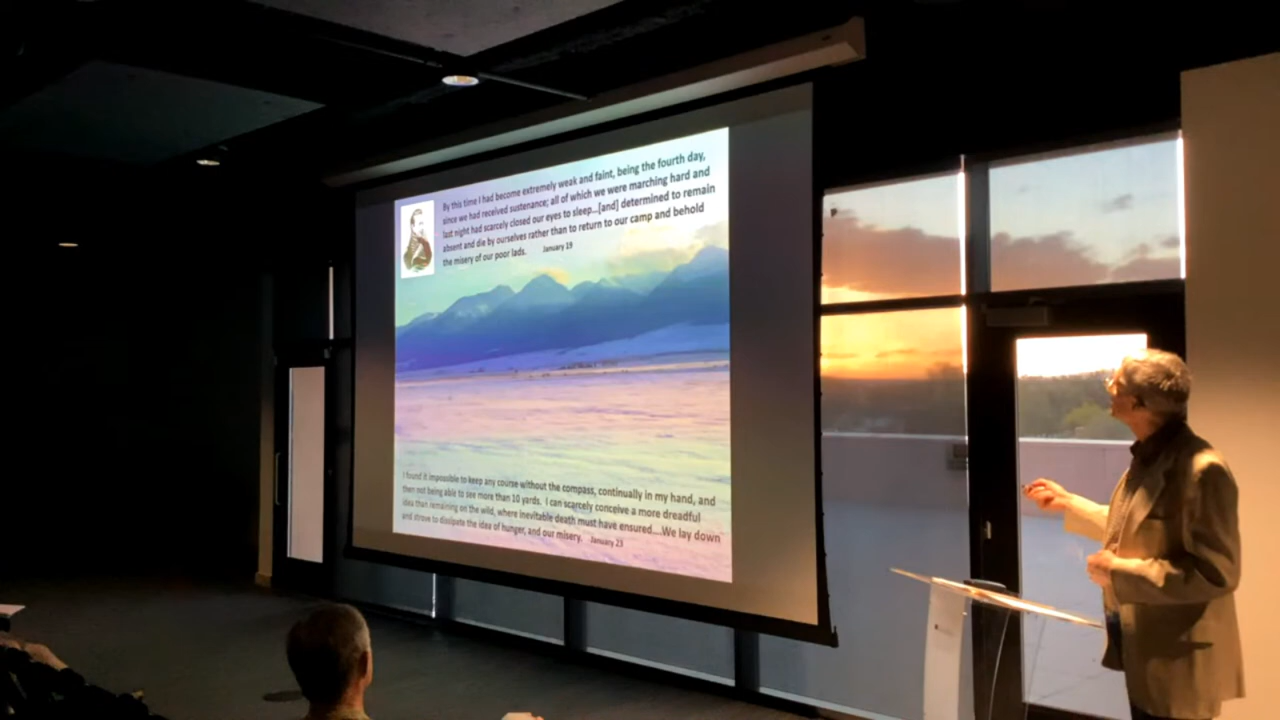 By this time I had become extremely weak and faint, being the fourth day,
since we had received sustenance; all of which we were marching hard and
last night had scarcely closed our eyes to sleep...[and] determined to remain
absent and die by ourselves rather than to return to our camp and behold
the misery of our poor lads. January 19
I found it impossible to keep any course without the compass, continually in my hand, and
then not being able to see more than 10 yards. I can scarcely conceive a more dreadful
idea than remaining on the wild, where inevitable death must have ensured....We lay down
and strove to dissipate the idea of hunger, and our misery. January 23